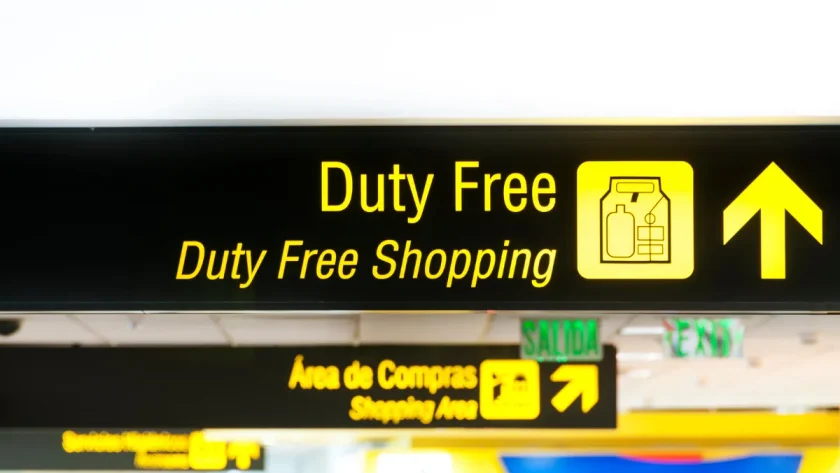 Duty Free
Duty Free Shopping
SALIDA
EXIT
Área de Compras
Shopping Area